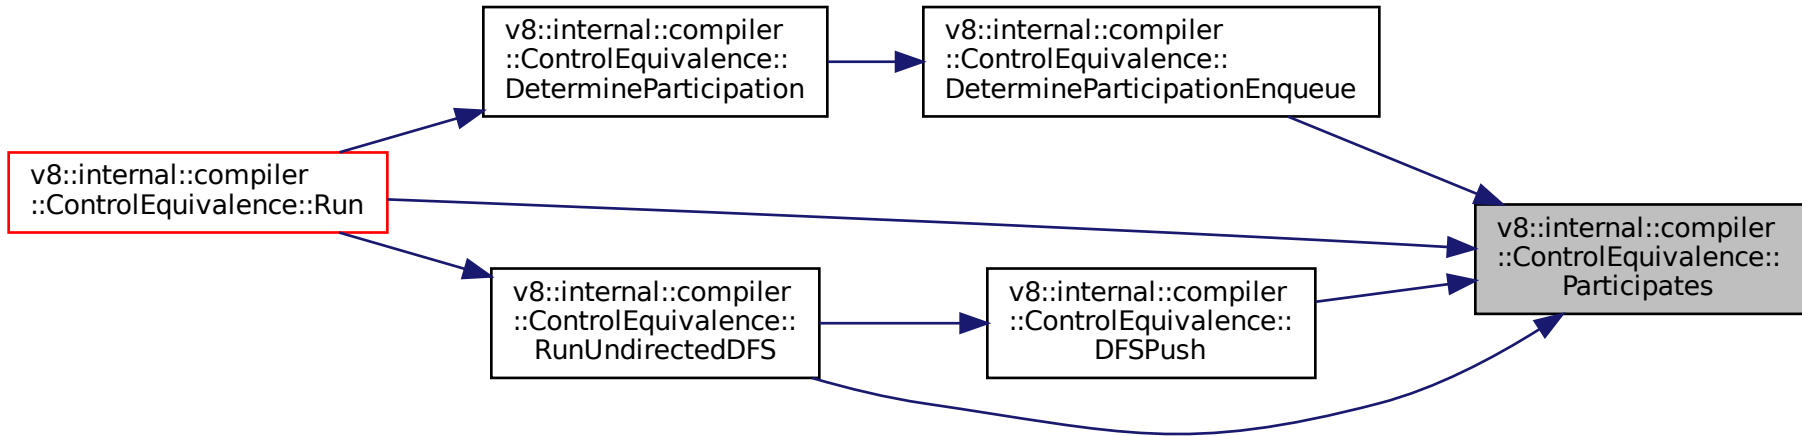 v8::internal::compiler
::ControlEquivalence::
DetermineParticipation
v8::internal::compiler
::ControlEquivalence::
DetermineParticipationEnqueue
v8::internal::compiler
::ControlEquivalence::Run
v8::internal::compiler
::ControlEquivalence::
Participates
v8::internal::compiler
::ControlEquivalence::
RunUndirectedDFS
v8::internal::compiler
::ControlEquivalence::
DFSPush